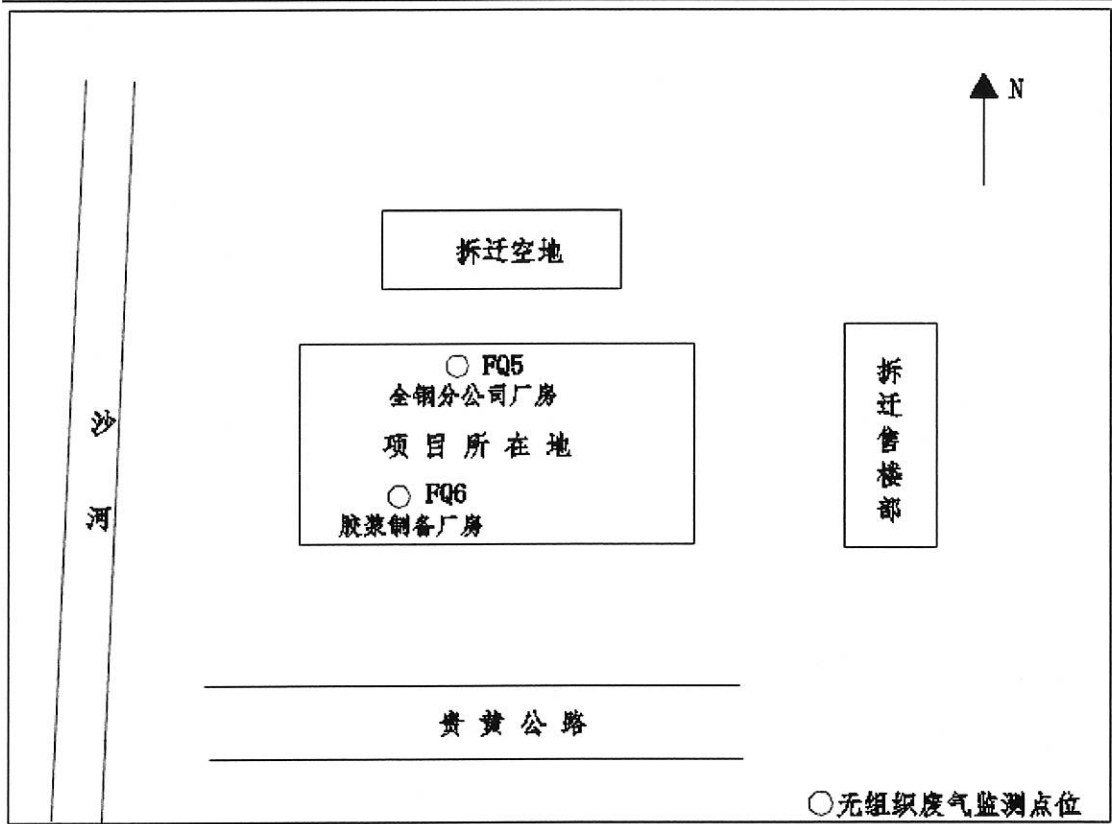 N
拆迁空地
FQ5
全钢分公司厂房
项目所在地
FQ6
胶浆制备厂房
沙河
拆迁售楼部
贵黄公路
○无组织废气监测点位